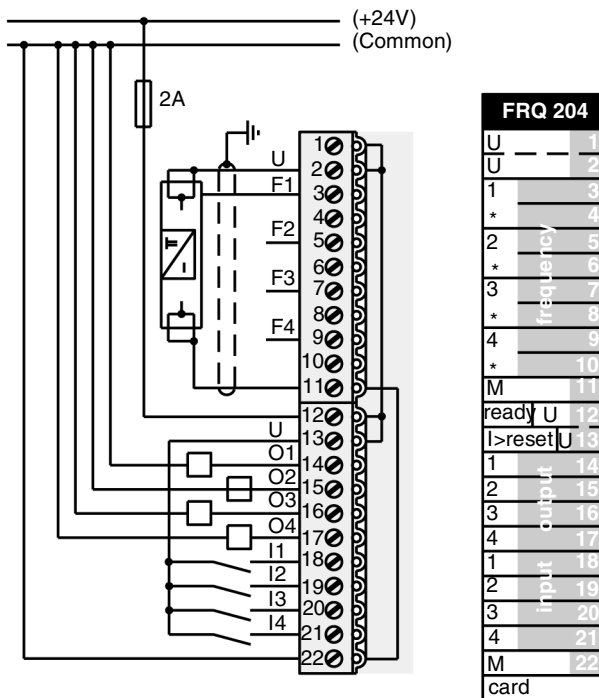 (+24V)
(Common)
2A
U
F1
F2
F3
F4
U
O1
O2
O3
O4
I1
I2
I3
I4
1
2
3
4
5
6
7
8
9
10
11
12
13
14
15
16
17
18
19
20
21
22
FRQ 204
U 1
U 2
1 3
* 4
2 5
* 6
3 7
* 8
4 9
* 10
frequency
M 11
ready U 12
I>reset U 13
1 14
2 15
3 16
4 17
output
1 18
2 19
3 20
4 21
input
M 22
card